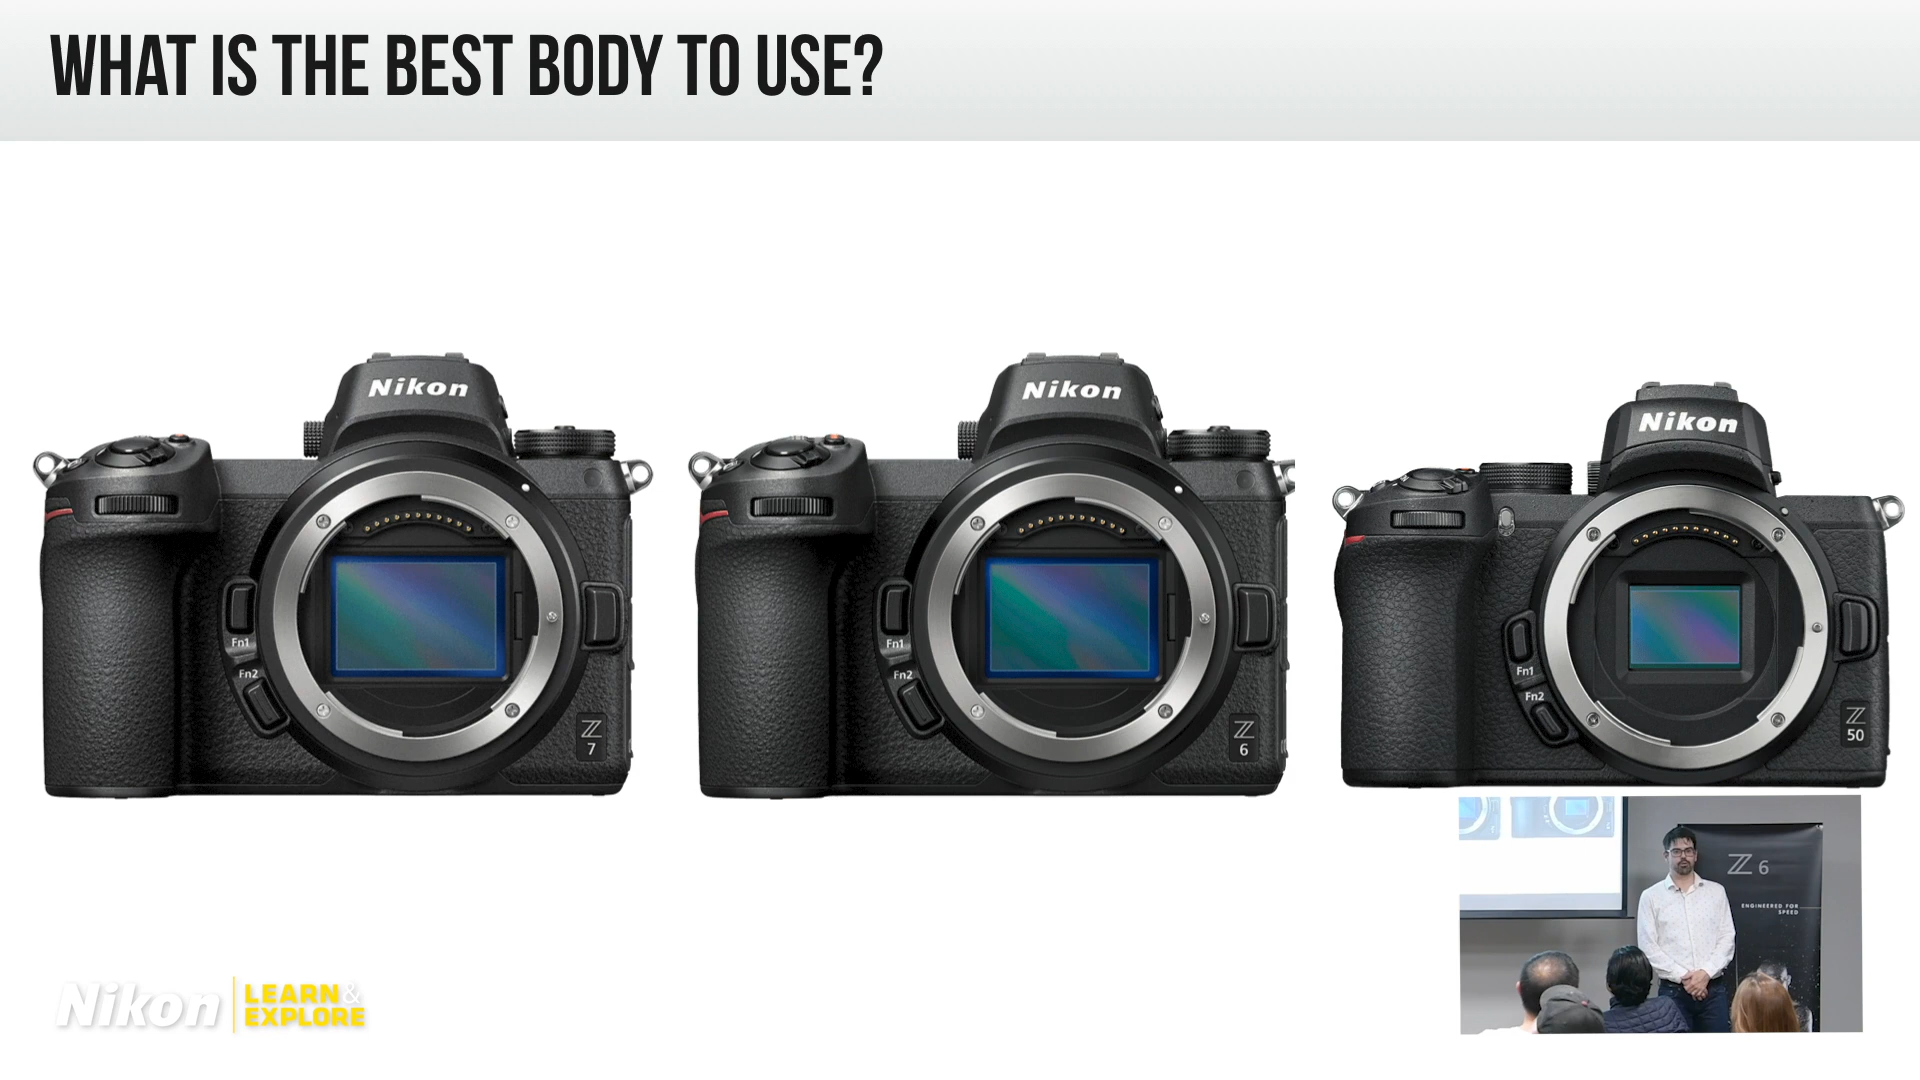 WHAT IS THE BEST BODY TO USE?
Nikon
Nikon
Nikon
Fn1
Fn2
Z
7
Fn1
Fn2
Z
6
Fn1
Fn2
Z
50
Z 6
ENGINEERED FOR
SPEED
Nikon
LEARN &
EXPLORE